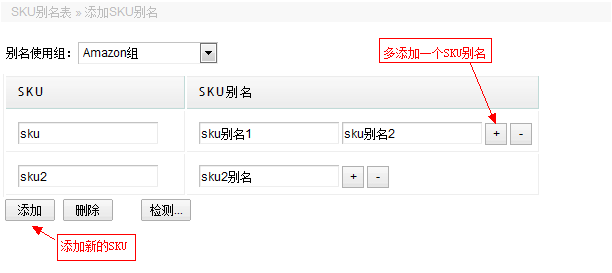 SKU别名表 » 添加SKU别名
别名使用组: Amazon组
多添加一个SKU别名
SKU SKU别名
sku sku别名1 sku别名2 + -
sku2 sku2别名 + -
添加 删除 检测...
添加新的SKU